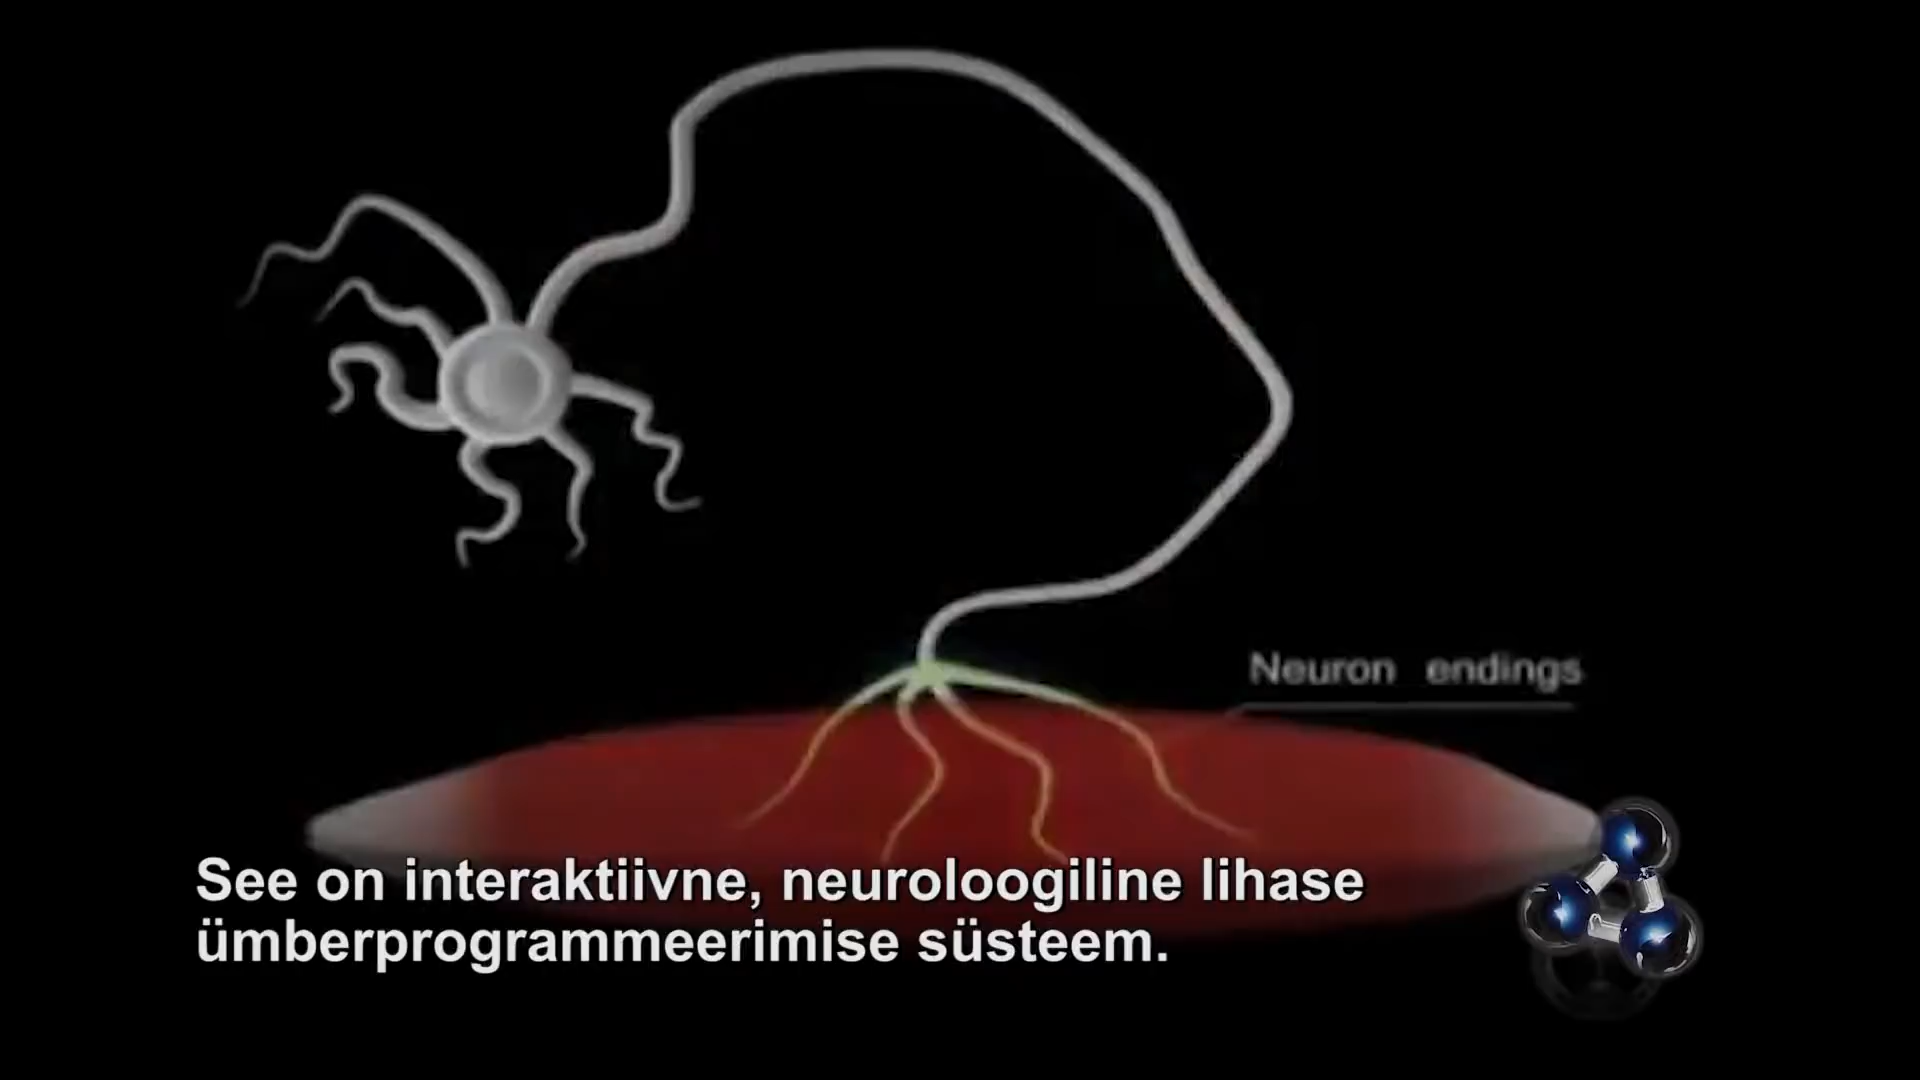 Neuron endings
See on interaktiivne, neuroloogiline lihase
ümberprogrammeerimise süsteem.